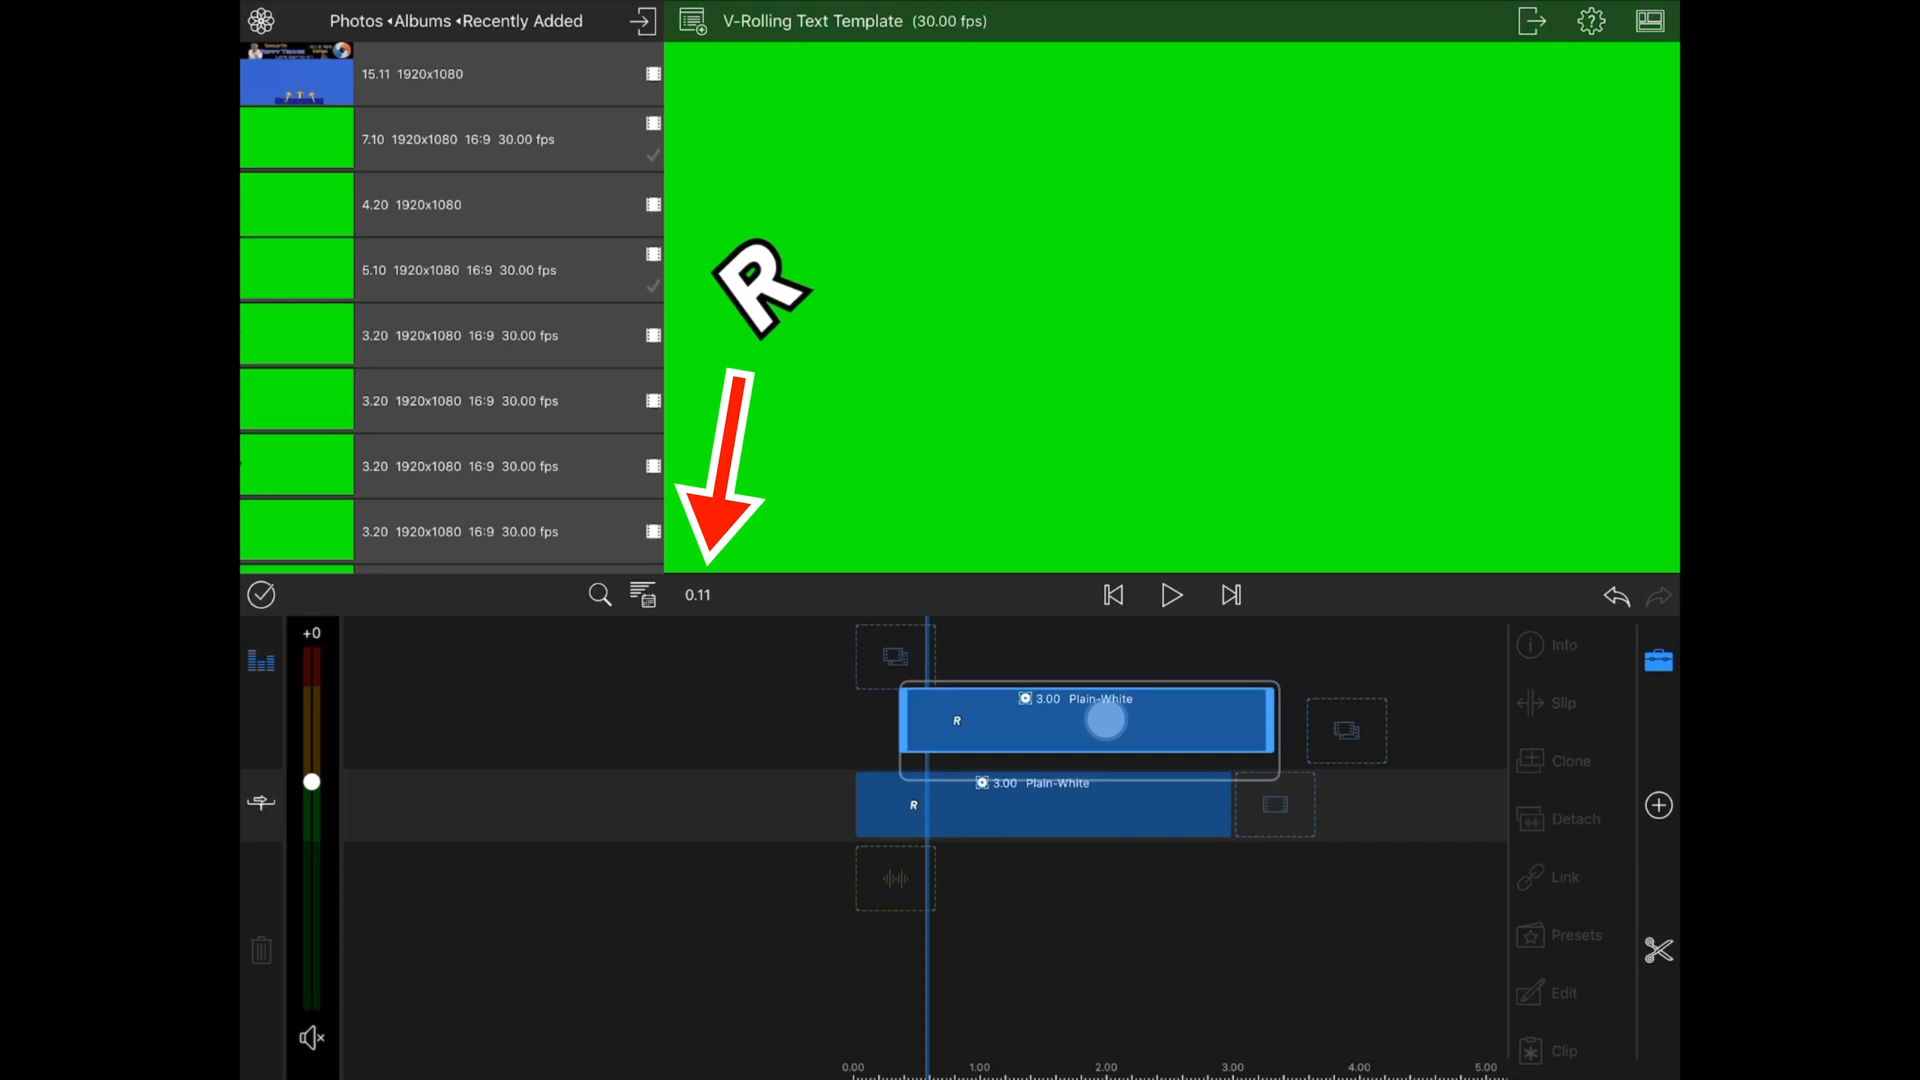 Photos Albums Recently Added
V-Rolling Text Template (30.00 fps)
15.11 1920x1080
7.10 1920x1080 16:9 30.00 fps
4.20 1920x1080
5.10 1920x1080 16:9 30.00 fps
3.20 1920x1080 16:9 30.00 fps
3.20 1920x1080 16:9 30.00 fps
3.20 1920x1080 16:9 30.00 fps
3.20 1920x1080 16:9 30.00 fps
R
0.11
+0
3.00 Plain-White
R
3.00 Plain-White
R
Info
Slip
Clone
Detach
Link
Presets
Edit
Clip
0.00 1.00 2.00 3.00 4.00 5.00